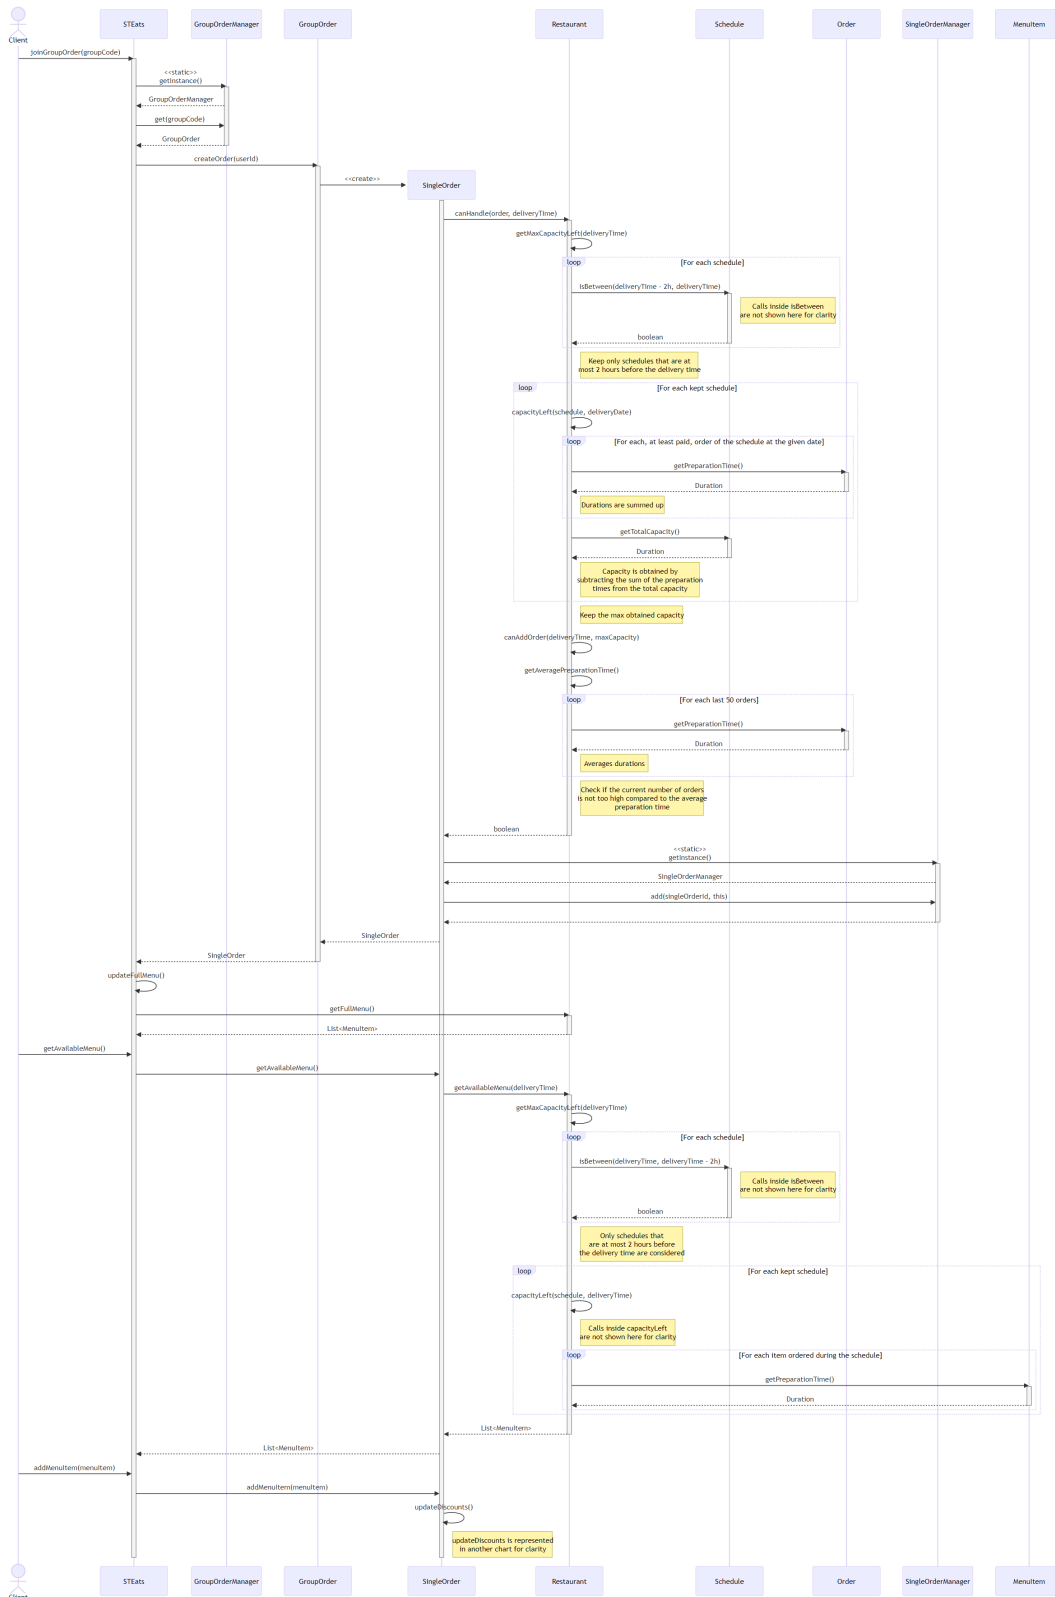 Client
STEats
GroupOrderManager
GroupOrder
Restaurant
Schedule
Order
SingleOrderManager
MenuItem
joinGroupOrder(groupCode)
<<static>>
getInstance()
GroupOrderManager
get(groupCode)
GroupOrder
createOrder(userId)
<<create>>
SingleOrder
canHandle(order, deliveryTime)
getMaxCapacityLeft(deliveryTime)
loop
[For each schedule]
isBetween(deliveryTime - 2h, deliveryTime)
Calls inside isBetween
are not shown here for clarity
boolean
Keep only schedules that are at
most 2 hours before the delivery time
loop
[For each kept schedule]
capacityLeft(schedule, deliveryDate)
loop
[For each, at least paid, order of the schedule at the given date]
getPreparationTime()
Duration
Durations are summed up
getTotalCapacity()
Duration
Capacity is obtained by
subtracting the sum of the preparation
times from the total capacity
Keep the max obtained capacity
canAddOrder(deliveryTime, maxCapacity)
getAveragePreparationTime()
loop
[For each last 50 orders]
getPreparationTime()
Duration
Averages durations
Check if the current number of orders
is not too high compared to the average
preparation time
boolean
<<static>>
getInstance()
SingleOrderManager
add(singleOrderId, this)
SingleOrder
SingleOrder
updateFullMenu()
getFullMenu()
List<MenuItem>
getAvailableMenu()
getAvailableMenu()
getAvailableMenu(deliveryTime)
getMaxCapacityLeft(deliveryTime)
loop
[For each schedule]
isBetween(deliveryTime, deliveryTime - 2h)
Calls inside isBetween
are not shown here for clarity
boolean
Only schedules that
are at most 2 hours before
the delivery time are considered
loop
[For each kept schedule]
capacityLeft(schedule, deliveryTime)
Calls inside capacityLeft
are not shown here for clarity
loop
[For each item ordered during the schedule]
getPreparationTime()
Duration
List<MenuItem>
List<MenuItem>
addMenuItem(menuItem)
addMenuItem(menuItem)
updateDiscounts()
updateDiscounts is represented
in another chart for clarity
STEats
GroupOrderManager
GroupOrder
SingleOrder
Restaurant
Schedule
Order
SingleOrderManager
MenuItem
Client